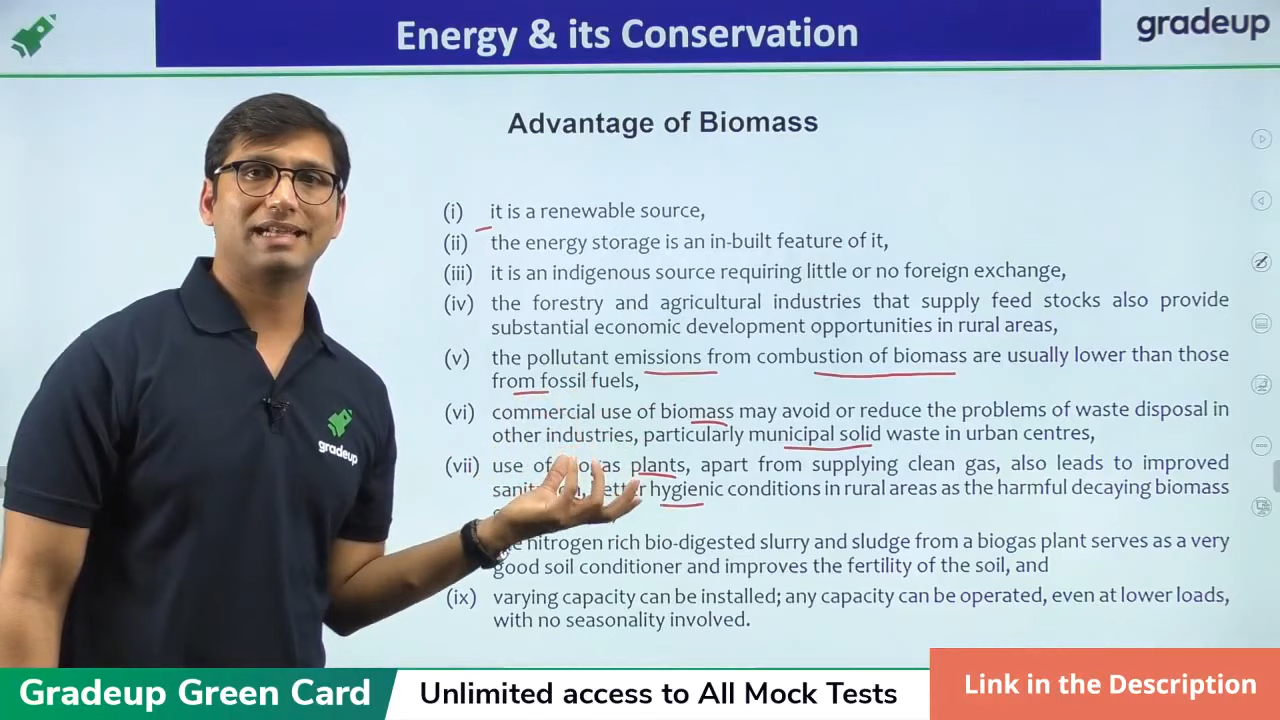 Energy & its Conservation
gradeup
Advantage of Biomass
(i) it is a renewable source,
(ii) the energy storage is an in-built feature of it,
(iii) it is an indigenous source requiring little or no foreign exchange,
(iv) the forestry and agricultural industries that supply feed stocks also provide
substantial economic development opportunities in rural areas,
(v) the pollutant emissions from combustion of biomass are usually lower than those
from fossil fuels,
(vi) commercial use of biomass may avoid or reduce the problems of waste disposal in
other industries, particularly municipal solid waste in urban centres,
(vii) use of plants, apart from supplying clean gas, also leads to improved
hygienic conditions in rural areas as the harmful decaying biomass
nitrogen rich bio-digested slurry and sludge from a biogas plant serves as a very
good soil conditioner and improves the fertility of the soil, and
(ix) varying capacity can be installed; any capacity can be operated, even at lower loads,
with no seasonality involved.
gradeup
Gradeup Green Card
Unlimited access to All Mock Tests
Link in the Description